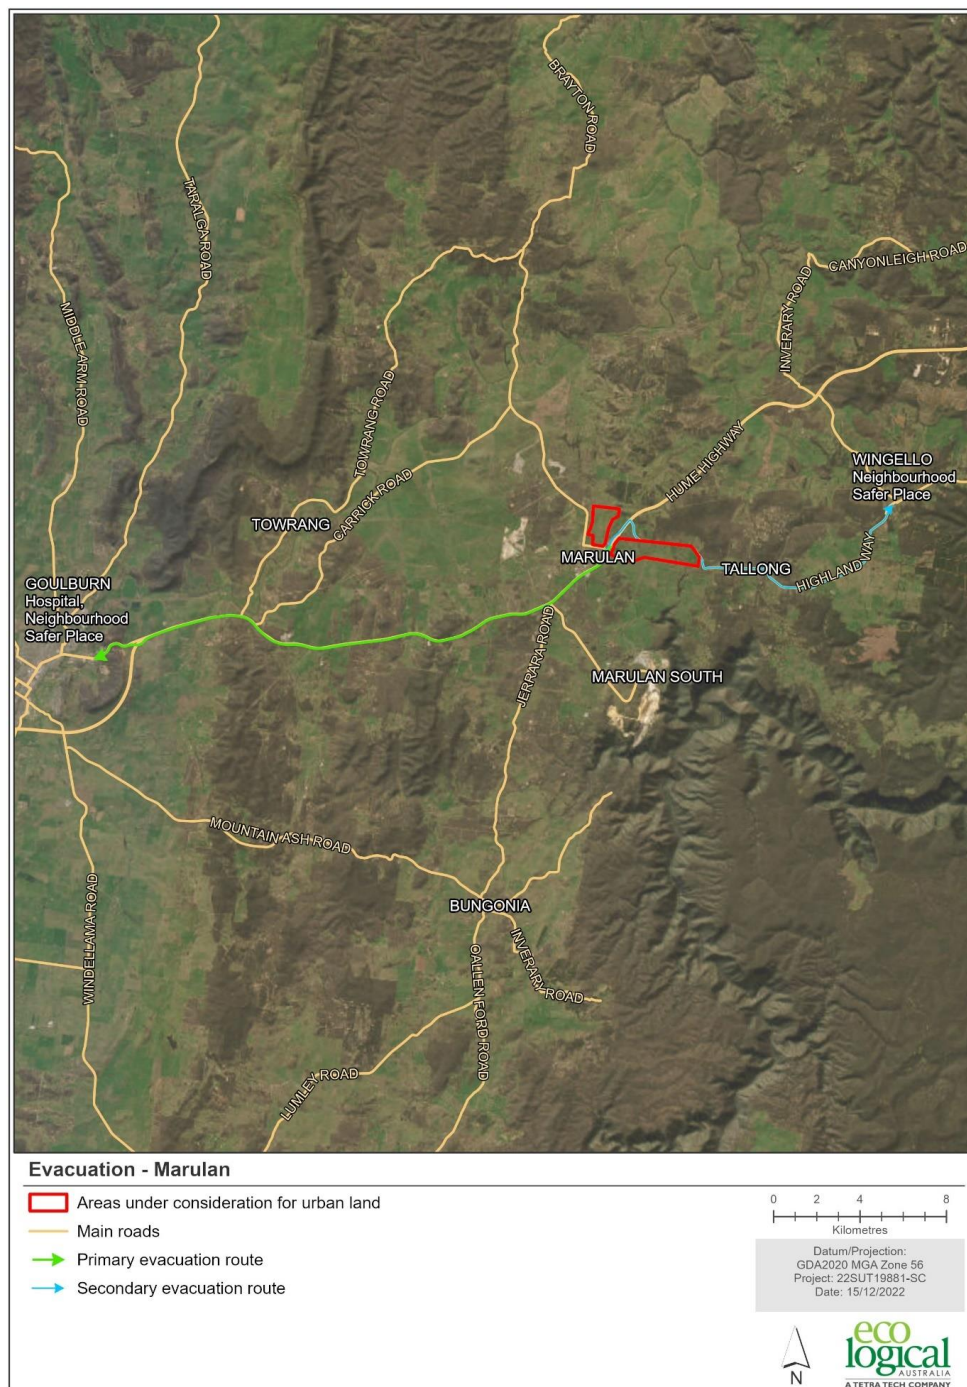 BRAYTON ROAD
TARALGA ROAD
CANYONLEIGH ROAD
INVERARY ROAD
MIDDLE ARM ROAD
TOWRANG ROAD
HUME HIGHWAY
CARRICK ROAD
WINGELLO
Neighbourhood
Safer Place
TOWRANG
MARULAN
TALLONG
HIGHLAND WAY
GOULBURN
Hospital,
Neighbourhood
Safer Place
JERRARA ROAD
MARULAN SOUTH
MOUNTAIN ASH ROAD
BUNGONIA
WINDELLAMA ROAD
INVERARY ROAD
OALLEN FORD ROAD
LUMLEY ROAD
Evacuation - Marulan
Areas under consideration for urban land
Main roads
Primary evacuation route
Secondary evacuation route
0 2 4 8
Kilometres
Datum/Projection:
GDA2020 MGA Zone 56
Project: 22SUT19881-SC
Date: 15/12/2022
N
eco
logical
AUSTRALIA
A TETRA TECH COMPANY